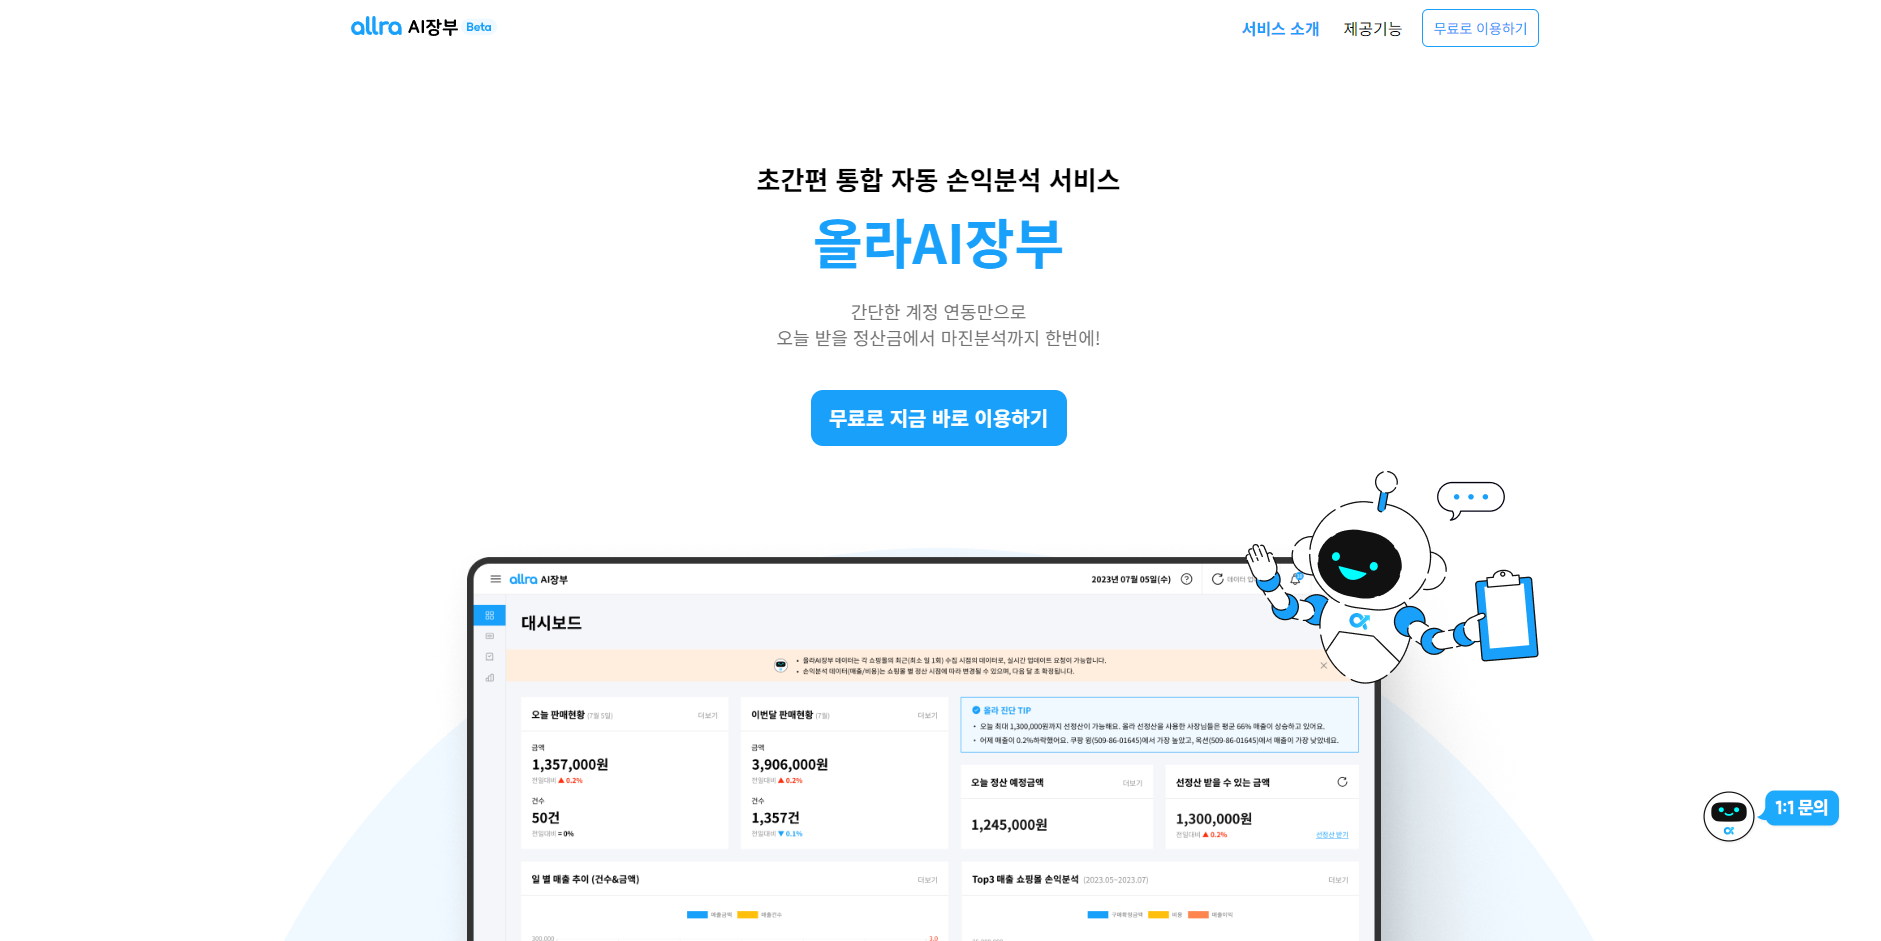 allra AI장부 Beta
서비스 소개
제공기능
무료로 이용하기
초간편 통합 자동 손익분석 서비스
올라AI장부
간단한 계정 연동만으로
오늘 받을 정산금에서 마진분석까지 한번에!
무료로 지금 바로 이용하기
allra AI장부
2023년 07월 05일(수)
데이터 업
대시보드
• 올라AI장부 데이터는 각 쇼핑몰의 최근(최소 일 1회) 수집 시점의 데이터로, 실시간 업데이트 요청이 가능합니다.
• 손익분석 데이터(매출/비용)는 쇼핑몰 별 정산 시점에 따라 변경될 수 있으며, 다음 달 초 확정됩니다.
오늘 판매현황 (7월 5일) 더보기
금액
1,357,000원
전일대비 ▲ 0.2%
건수
50건
전일대비 = 0%
이번달 판매현황 (7월) 더보기
금액
3,906,000원
전일대비 ▲ 0.2%
건수
1,357건
전일대비 ▼ 0.1%
올라 진단 TIP
• 오늘 최대 1,300,000원까지 선정산이 가능해요. 올라 선정산을 사용한 사장님들은 평균 66% 매출이 상승하고 있어요.
• 어제 매출이 0.2%하락했어요. 쿠팡 윙(509-86-01645)에서 가장 높았고, 옥션(509-86-01645)에서 매출이 가장 낮았네요.
오늘 정산 예정금액 더보기
1,245,000원
선정산 받을 수 있는 금액
1,300,000원
전일대비 ▲ 0.2%
선정산 받기
1:1 문의
일 별 매출 추이 (건수&금액) 더보기
매출금액 매출건수
300,000
3.0
Top3 매출 쇼핑몰 손익분석 (2023.05~2023.07) 더보기
구매확정금액 비용 매출이익